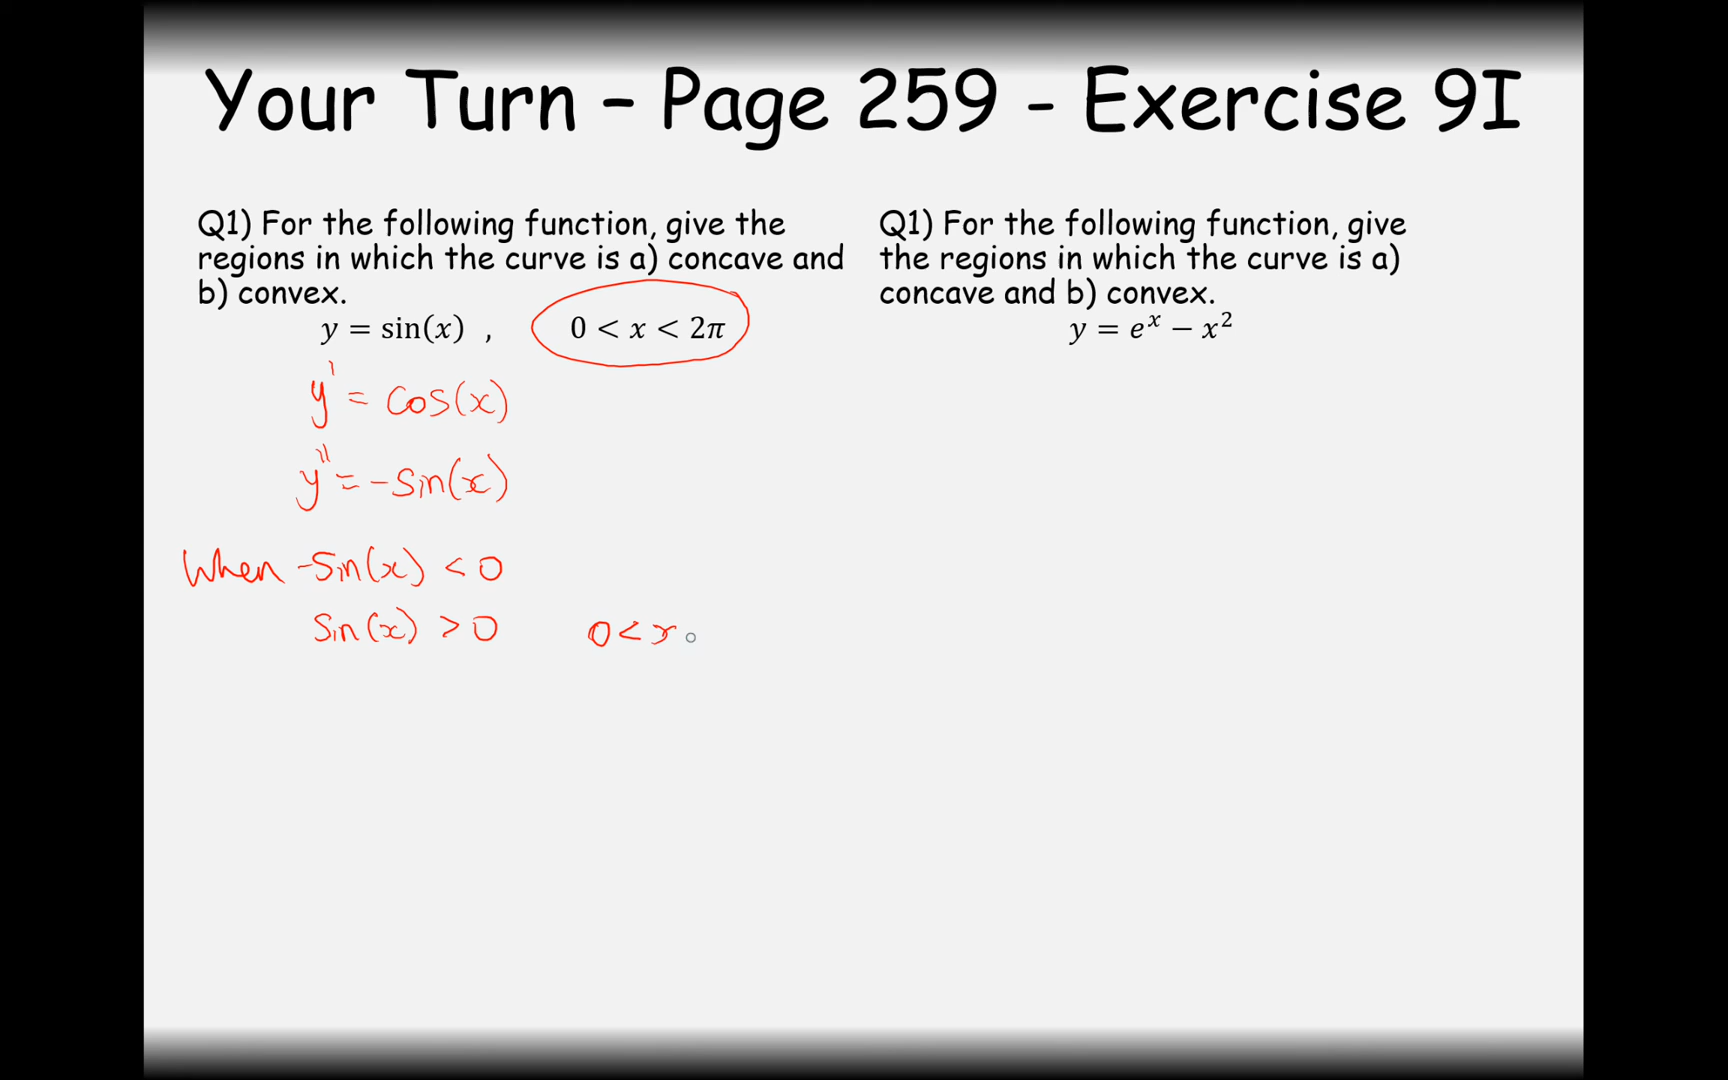 Your Turn – Page 259 - Exercise 9I
Q1) For the following function, give the
regions in which the curve is a) concave and
b) convex.
y = sin(x) , 0 < x < 2π
y' = cos(x)
y'' = -sin(x)
When -sin(x) < 0
sin(x) > 0 0 < x
Q1) For the following function, give
the regions in which the curve is a)
concave and b) convex.
y = eˣ − x²